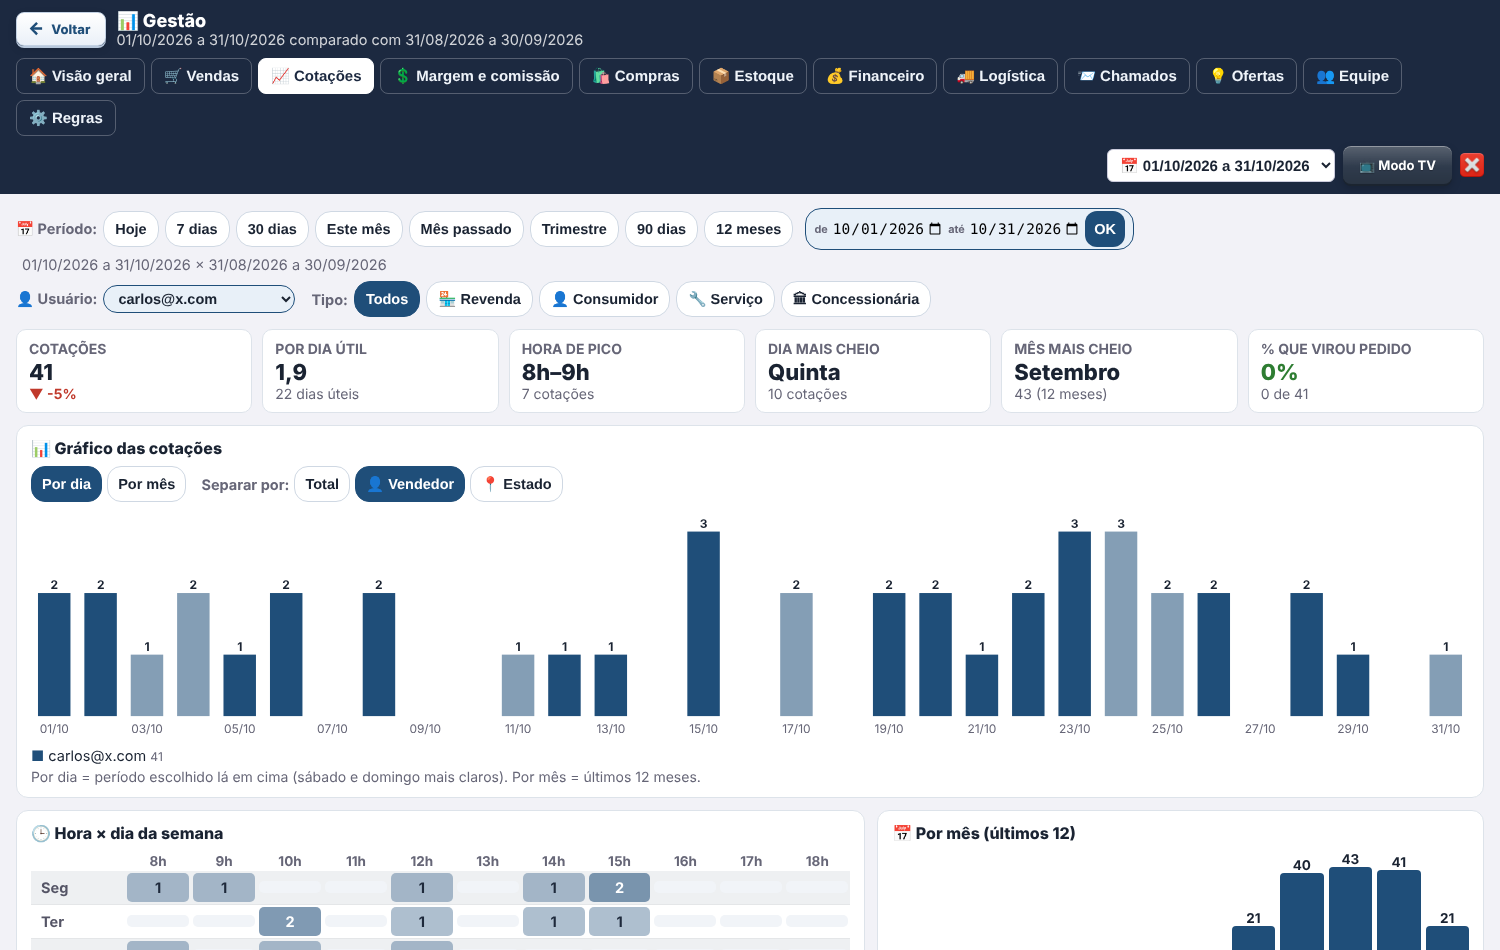 ← Voltar
📊 Gestão
01/10/2026 a 31/10/2026 comparado com 31/08/2026 a 30/09/2026
🏠 Visão geral 🛒 Vendas 📈 Cotações 💲 Margem e comissão 🛍️ Compras 📦 Estoque 💰 Financeiro 🚚 Logística 📨 Chamados 💡 Ofertas 👥 Equipe
⚙️ Regras
📅 01/10/2026 a 31/10/2026 📺 Modo TV ❌
📅 Período: Hoje 7 dias 30 dias Este mês Mês passado Trimestre 90 dias 12 meses de 10/01/2026 até 10/31/2026 OK
01/10/2026 a 31/10/2026 × 31/08/2026 a 30/09/2026
👤 Usuário: carlos@x.com Tipo: Todos 🏪 Revenda 👤 Consumidor 🔧 Serviço 🏛 Concessionária
COTAÇÕES
41
▼ -5%
POR DIA ÚTIL
1,9
22 dias úteis
HORA DE PICO
8h–9h
7 cotações
DIA MAIS CHEIO
Quinta
10 cotações
MÊS MAIS CHEIO
Setembro
43 (12 meses)
% QUE VIROU PEDIDO
0%
0 de 41
📊 Gráfico das cotações
Por dia Por mês Separar por: Total 👤 Vendedor 📍 Estado
3 3 3
2 2 2 2 2 2 2 2 2 2 2 2
1 1 1 1 1 1 1 1
01/10 03/10 05/10 07/10 09/10 11/10 13/10 15/10 17/10 19/10 21/10 23/10 25/10 27/10 29/10 31/10
carlos@x.com 41
Por dia = período escolhido lá em cima (sábado e domingo mais claros). Por mês = últimos 12 meses.
🕒 Hora × dia da semana
8h 9h 10h 11h 12h 13h 14h 15h 16h 17h 18h
Seg 1 1 1 1 2
Ter 2 1 1 1
📅 Por mês (últimos 12)
21 40 43 41 21